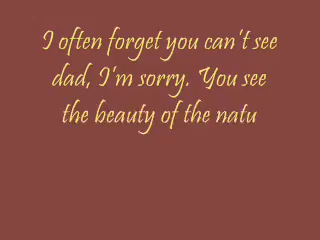 I often forget you can't see
dad, I'm sorry. You see
the beauty of the natu